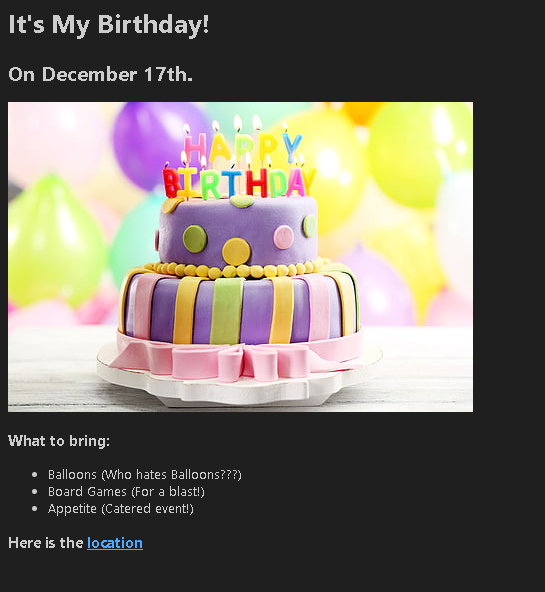 It's My Birthday!
On December 17th.
HAPPY
BIRTHDAY
What to bring:
Balloons (Who hates Balloons???)
Board Games (For a blast!)
Appetite (Catered event!)
Here is the location